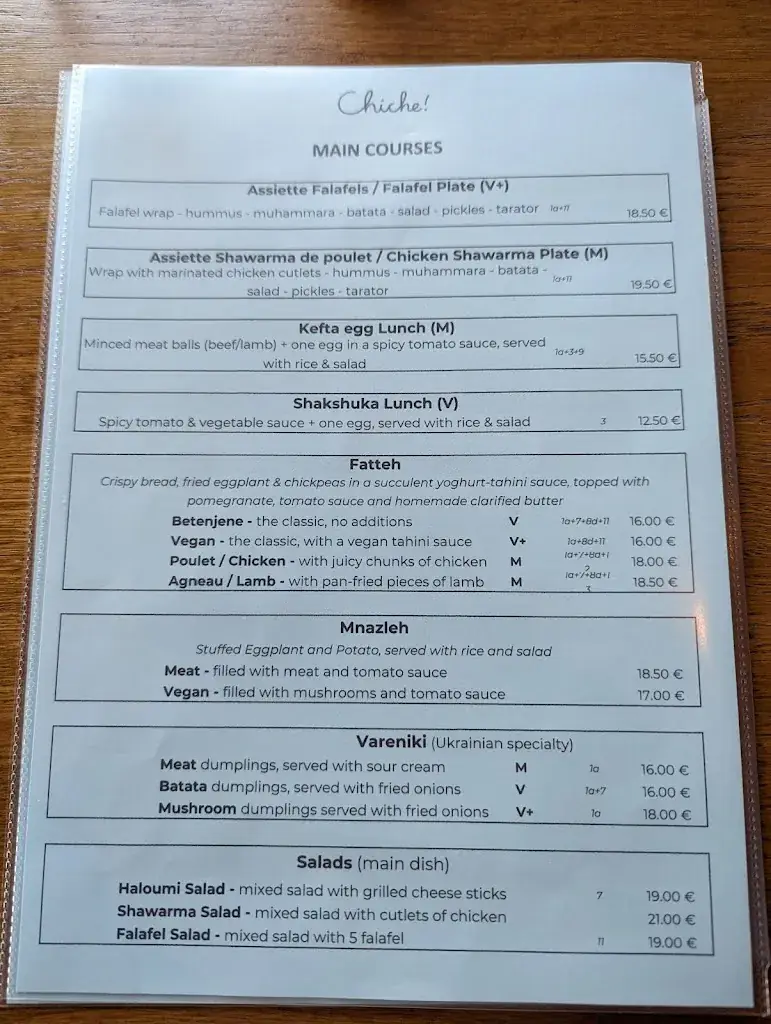 Chiche!
MAIN COURSES
Assiette Falafels / Falafel Plate (V+)
Falafel wrap - hummus - muhammara - batata - salad - pickles - tarator 1a+11 18.50 €
Assiette Shawarma de poulet / Chicken Shawarma Plate (M)
Wrap with marinated chicken cutlets - hummus - muhammara - batata -
salad - pickles - tarator 1a+11 19.50 €
Kefta egg Lunch (M)
Minced meat balls (beef/lamb) + one egg in a spicy tomato sauce, served
with rice & salad 1a+3+9 15.50 €
Shakshuka Lunch (V)
Spicy tomato & vegetable sauce + one egg, served with rice & salad 3 12.50 €
Fatteh
Crispy bread, fried eggplant & chickpeas in a succulent yoghurt-tahini sauce, topped with
pomegranate, tomato sauce and homemade clarified butter
Betenjene - the classic, no additions V 1a+7+8d+11 16.00 €
Vegan - the classic, with a vegan tahini sauce V+ 1a+8d+11 16.00 €
Poulet / Chicken - with juicy chunks of chicken M 18.00 €
Agneau / Lamb - with pan-fried pieces of lamb M 18.50 €
Mnazleh
Stuffed Eggplant and Potato, served with rice and salad
Meat - filled with meat and tomato sauce 18.50 €
Vegan - filled with mushrooms and tomato sauce 17.00 €
Vareniki (Ukrainian specialty)
Meat dumplings, served with sour cream M 1a 16.00 €
Batata dumplings, served with fried onions V 1a+7 16.00 €
Mushroom dumplings served with fried onions V+ 1a 18.00 €
Salads (main dish)
Haloumi Salad - mixed salad with grilled cheese sticks 7 19.00 €
Shawarma Salad - mixed salad with cutlets of chicken 21.00 €
Falafel Salad - mixed salad with 5 falafel 11 19.00 €